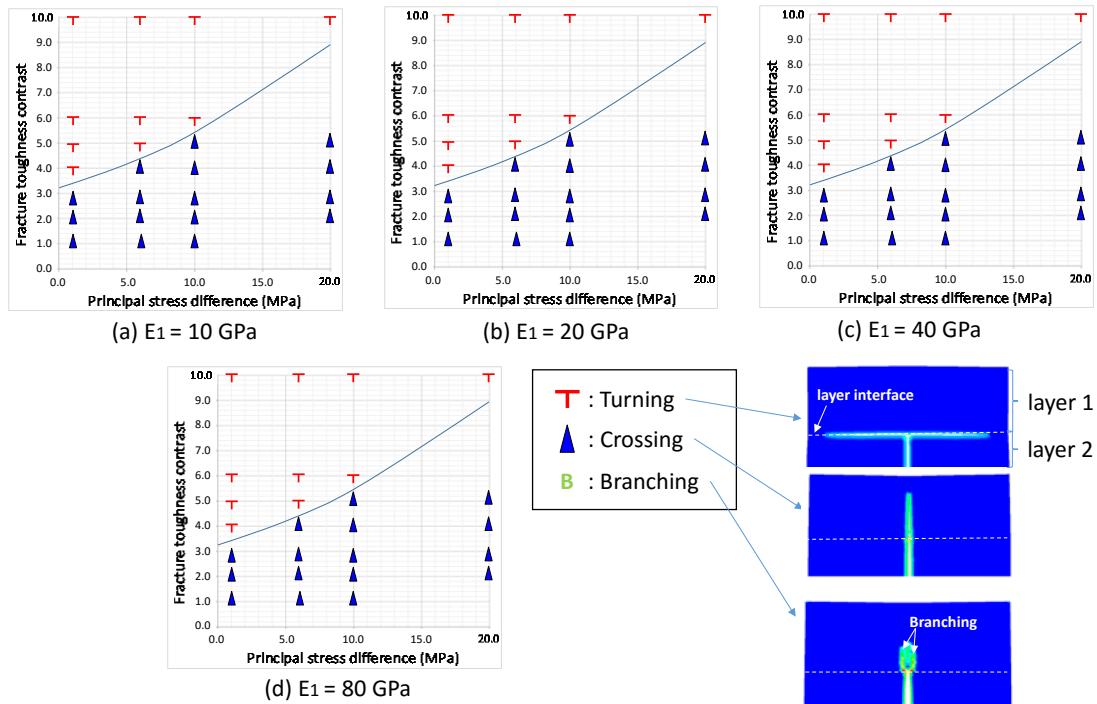 10.0
9.0
8.0
7.0
6.0
5.0
4.0
3.0
2.0
1.0
0.0
Fracture toughness contrast
0.0 5.0 10.0 15.0 20.0
Principal stress difference (MPa)
(a) E1 = 10 GPa
10.0
9.0
8.0
7.0
6.0
5.0
4.0
3.0
2.0
1.0
0.0
Fracture toughness contrast
0.0 5.0 10.0 15.0 20.0
Principal stress difference (MPa)
(b) E1 = 20 GPa
10.0
9.0
8.0
7.0
6.0
5.0
4.0
3.0
2.0
1.0
0.0
Fracture toughness contrast
0.0 5.0 10.0 15.0 20.0
Principal stress difference (MPa)
(c) E1 = 40 GPa
10.0
9.0
8.0
7.0
6.0
5.0
4.0
3.0
2.0
1.0
0.0
Fracture toughness contrast
0.0 5.0 10.0 15.0 20.0
Principal stress difference (MPa)
(d) E1 = 80 GPa
: Turning
: Crossing
B : Branching
layer interface
layer 1
layer 2
Branching